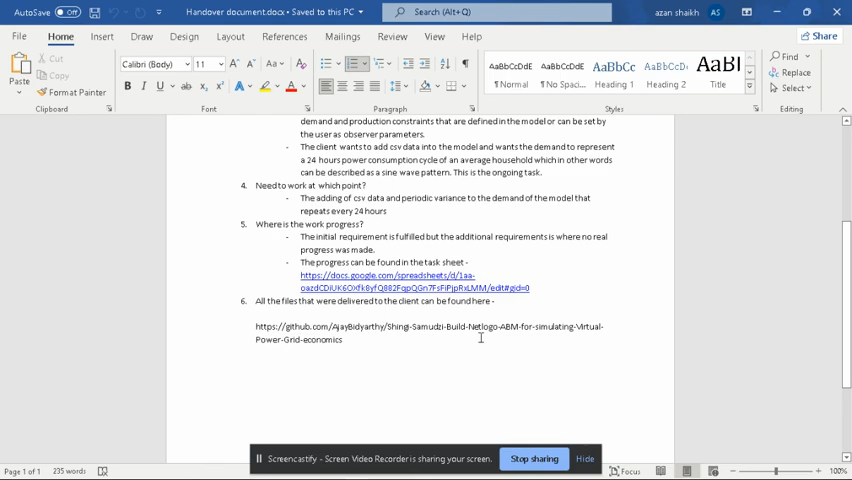 AutoSave Off Handover document.docx • Saved to this PC Search (Alt+Q) azan shaikh AS
File Home Insert Draw Design Layout References Mailings Review View Help Share
Paste Cut Copy Format Painter
Calibri (Body) 11
AaBbCcDdE AaBbCcDdE AaBbCc AaBbCcD AaBI
¶ Normal ¶ No Spaci... Heading 1 Heading 2 Title
Find Replace Select
Clipboard Font Paragraph Styles Editing
demand and production constraints that are defined in the model or can be set by
the user as observer parameters.
- The client wants to add csv data into the model and wants the demand to represent
a 24 hours power consumption cycle of an average household which in other words
can be described as a sine wave pattern. This is the ongoing task.
4. Need to work at which point?
- The adding of csv data and periodic variance to the demand of the model that
repeats every 24 hours
5. Where is the work progress?
- The initial requirement is fulfilled but the additional requirements is where no real
progress was made.
- The progress can be found in the task sheet -
https://docs.google.com/spreadsheets/d/1aa-
oazdCDiUK6OXfk8yfQ882FqpQGn7FsFiPjpRxLMM/edit#gid=0
6. All the files that were delivered to the client can be found here -
https://github.com/AjayBidyarthy/Shingi-Samudzi-Build-Netlogo-ABM-for-simulating-Virtual-
Power-Grid-economics
Screencastify - Screen Video Recorder is sharing your screen. Stop sharing Hide
Page 1 of 1 235 words Focus 100%